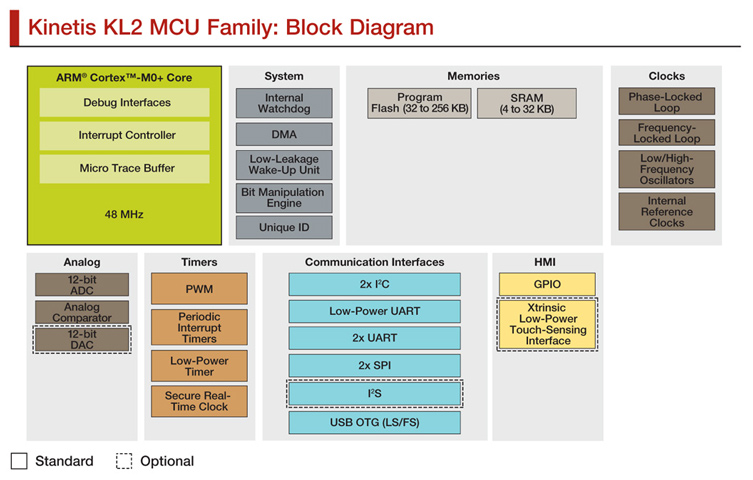 Kinetis KL2 MCU Family: Block Diagram
ARM® Cortex™-M0+ Core
Debug Interfaces
Interrupt Controller
Micro Trace Buffer
48 MHz
System
Internal
Watchdog
DMA
Low-Leakage
Wake-Up Unit
Bit Manipulation
Engine
Unique ID
Memories
Program
Flash (32 to 256 KB)
SRAM
(4 to 32 KB)
Clocks
Phase-Locked
Loop
Frequency-
Locked Loop
Low/High-
Frequency
Oscillators
Internal
Reference
Clocks
Analog
12-bit
ADC
Analog
Comparator
12-bit
DAC
Timers
PWM
Periodic
Interrupt
Timers
Low-Power
Timer
Secure Real-
Time Clock
Communication Interfaces
2x I²C
Low-Power UART
2x UART
2x SPI
I²S
USB OTG (LS/FS)
HMI
GPIO
Xtrinsic
Low-Power
Touch-Sensing
Interface
Standard
Optional